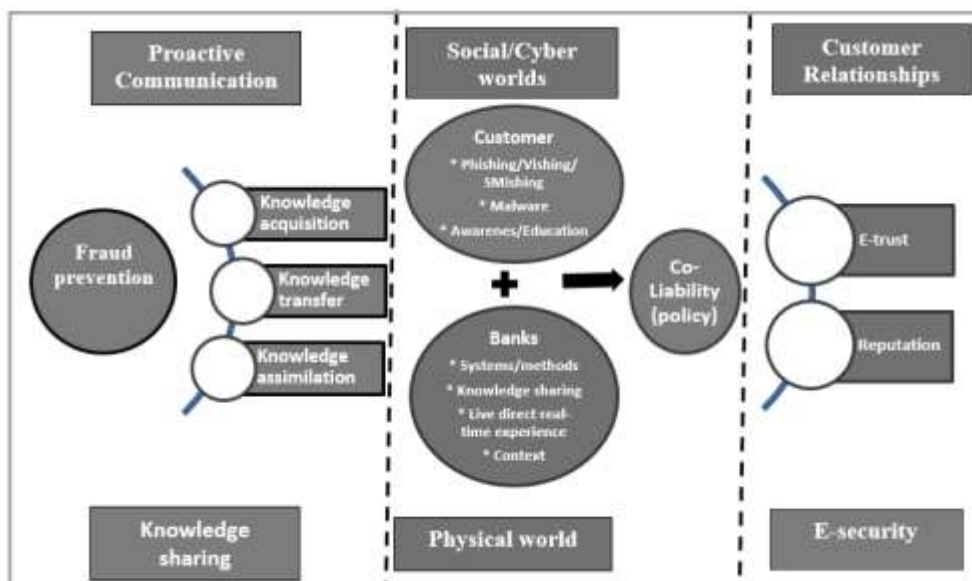 Proactive
Communication
Fraud
prevention
Knowledge
acquisition
Knowledge
transfer
Knowledge
assimilation
Knowledge
sharing
Social/Cyber
worlds
Customer
* Phishing/Vishing/
SMishing
* Malware
* Awarenes/Education
+
Banks
* Systems/methods
* Knowledge sharing
* Live direct real-
time experience
* Context
Co-
Liability
(policy)
Physical world
Customer
Relationships
E-trust
Reputation
E-security